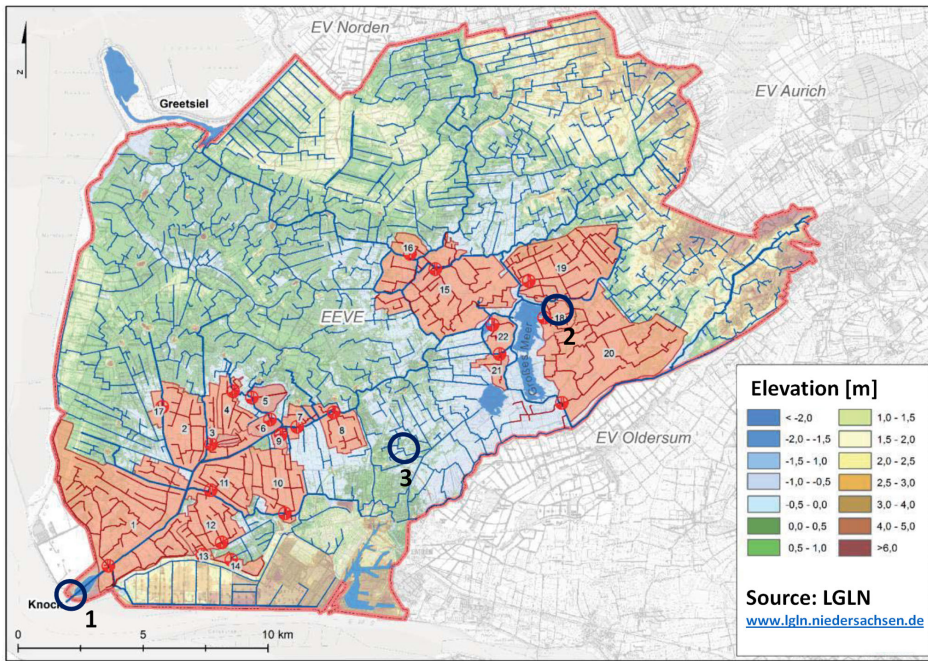 EV Norden
N
EV Aurich
Greetsiel
16
19
15
EEVE
18
2
22
20
Großes Meer
21
17
4
5
2
3
6
7
8
9
EV Oldersum
3
11
10
1
12
13
14
Knock
1
0 5 10 km
Elevation [m]
< -2,0 1,0 - 1,5
-2,0 - -1,5 1,5 - 2,0
-1,5 - 1,0 2,0 - 2,5
-1,0 - -0,5 2,5 - 3,0
-0,5 - 0,0 3,0 - 4,0
0,0 - 0,5 4,0 - 5,0
0,5 - 1,0 >6,0
Source: LGLN
www.lgln.niedersachsen.de